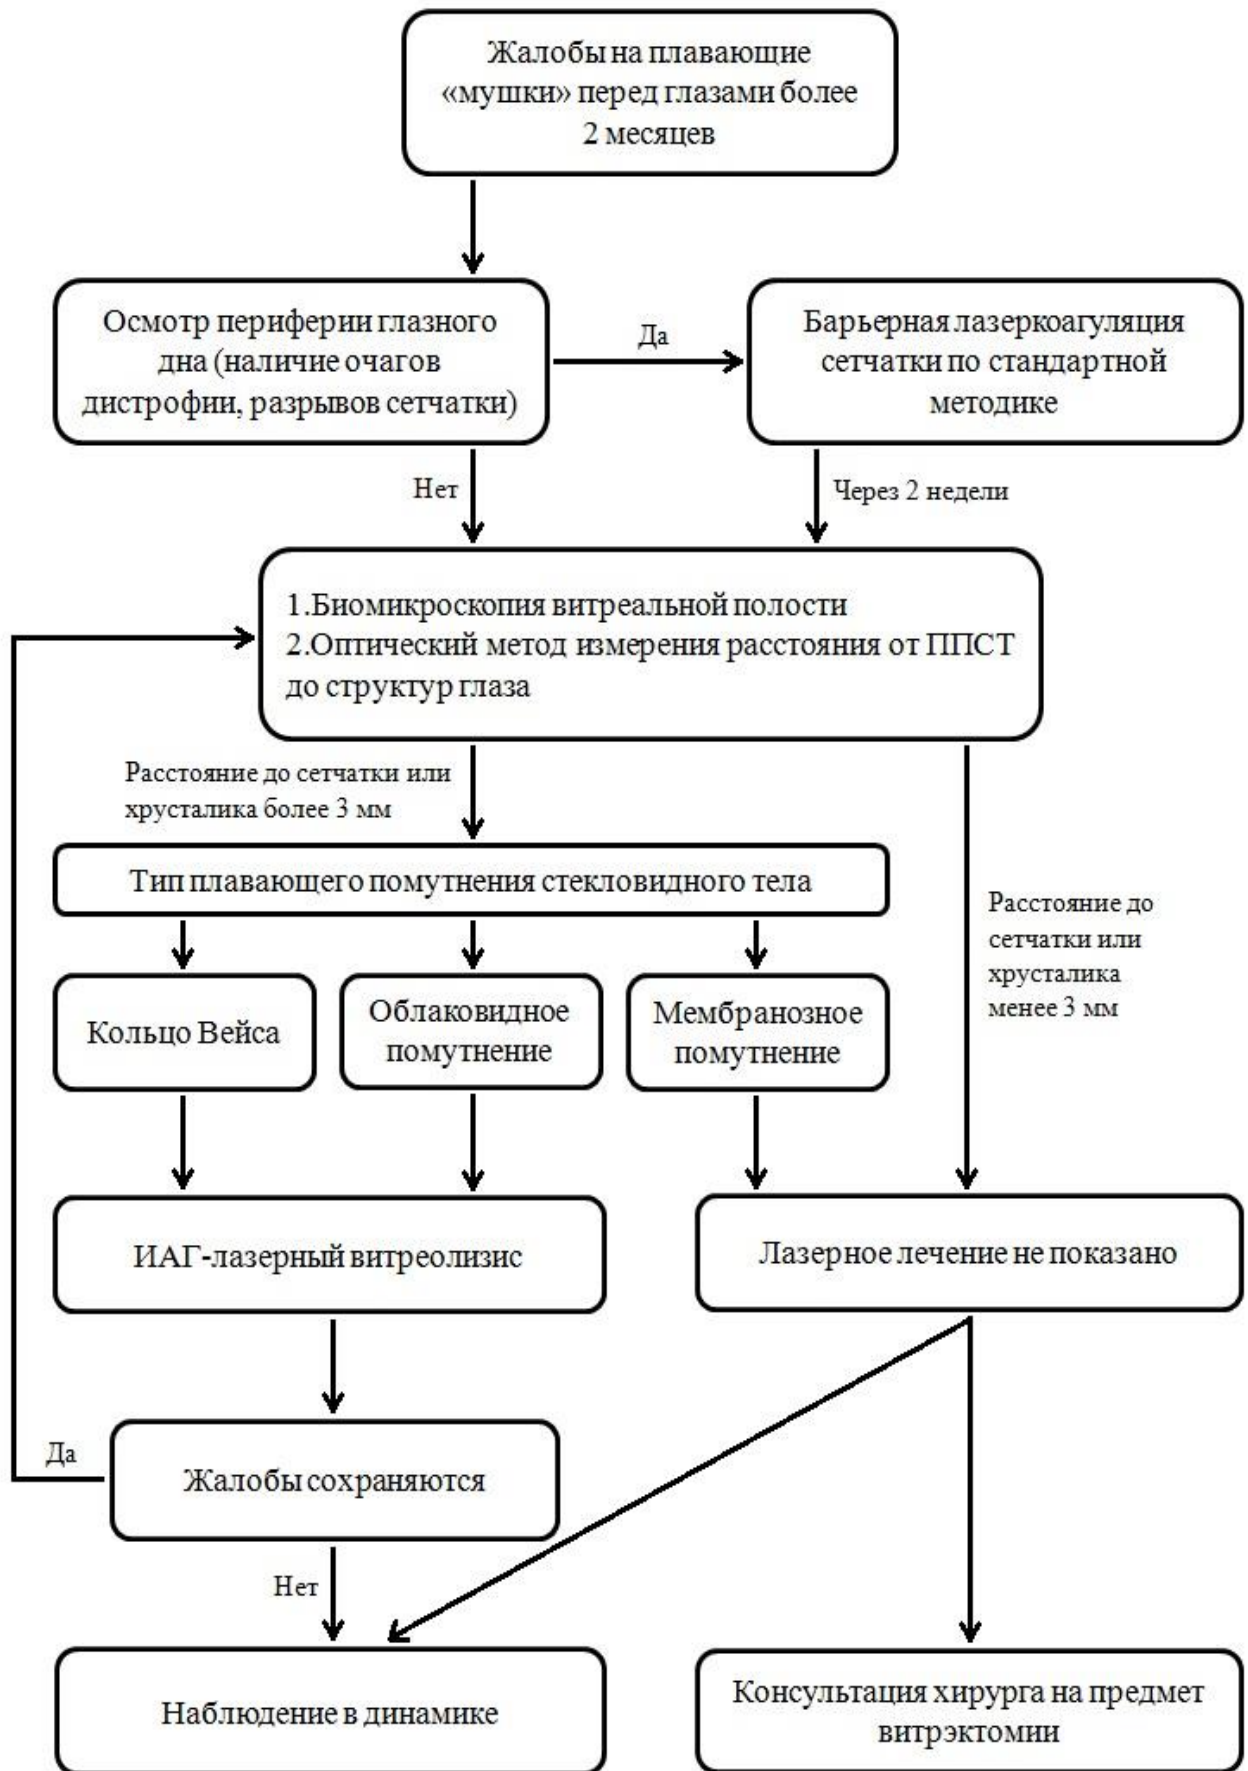 Жалобы на плавающие
«мушки» перед глазами более
2 месяцев
Осмотр периферии глазного
дна (наличие очагов
дистрофии, разрывов сетчатки)
Да
Барьерная лазеркоагуляция
сетчатки по стандартной
методике
Нет
Через 2 недели
1.Биомикроскопия витреальной полости
2.Оптический метод измерения расстояния от ППСТ
до структур глаза
Расстояние до сетчатки или
хрусталика более 3 мм
Тип плавающего помутнения стекловидного тела
Расстояние до
сетчатки или
хрусталика
менее 3 мм
Кольцо Вейса
Облаковидное
помутнение
Мембранозное
помутнение
ИАГ-лазерный витреолизис
Лазерное лечение не показано
Да
Жалобы сохраняются
Нет
Наблюдение в динамике
Консультация хирурга на предмет
витрэктомии